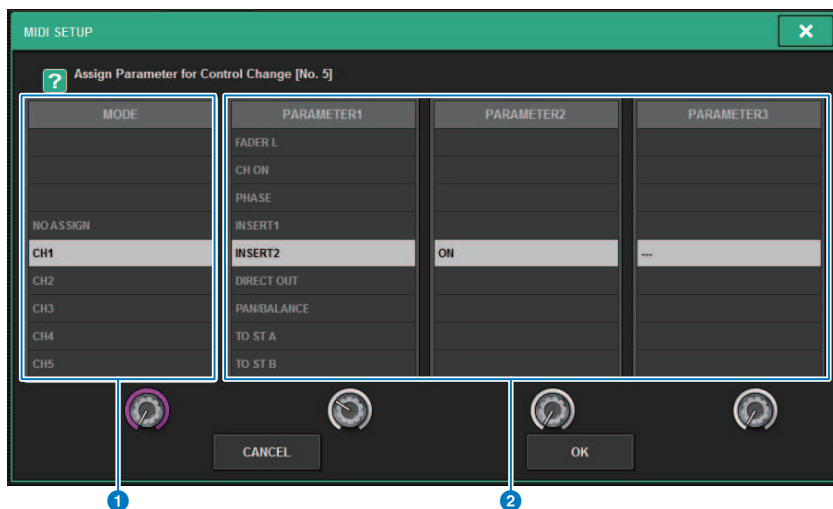 MIDI SETUP
×
? Assign Parameter for Control Change [No. 5]
MODE PARAMETER1 PARAMETER2 PARAMETER3
FADER L
CH ON
PHASE
NO ASSIGN INSERT1
CH1 INSERT2 ON ---
CH2 DIRECT OUT
CH3 PAN/BALANCE
CH4 TO ST A
CH5 TO ST B
CANCEL OK
1 2